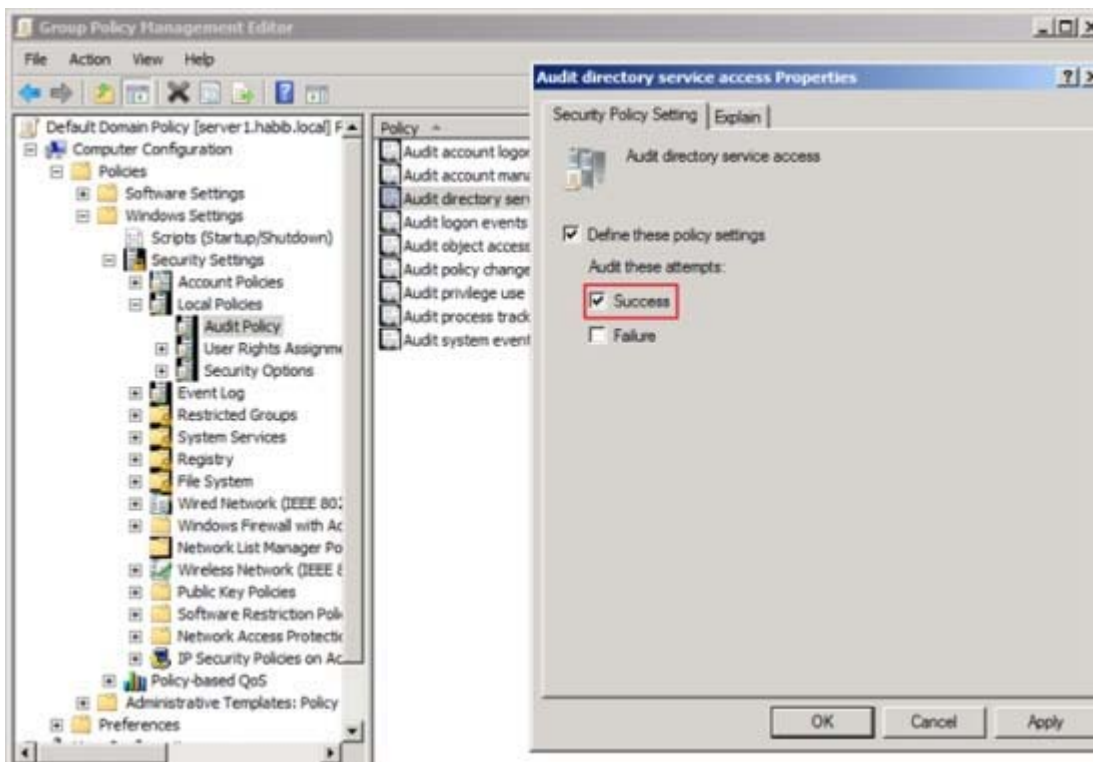 Group Policy Management Editor
File Action View Help
Default Domain Policy [server1.habib.local] P
Computer Configuration
Policies
Software Settings
Windows Settings
Scripts (Startup/Shutdown)
Security Settings
Account Policies
Local Policies
Audit Policy
User Rights Assignme
Security Options
Event Log
Restricted Groups
System Services
Registry
File System
Wired Network (IEEE 802
Windows Firewall with Ac
Network List Manager Po
Wireless Network (IEEE 8
Public Key Policies
Software Restriction Poli
Network Access Protectic
IP Security Policies on Ac
Policy-based QoS
Administrative Templates: Policy
Preferences
Policy
Audit account logor
Audit account mana
Audit directory serv
Audit logon events
Audit object access
Audit policy change
Audit privilege use
Audit process track
Audit system event
Audit directory service access Properties
Security Policy Setting Explain
Audit directory service access
Define these policy settings
Audit these attempts:
Success
Failure
OK Cancel Apply